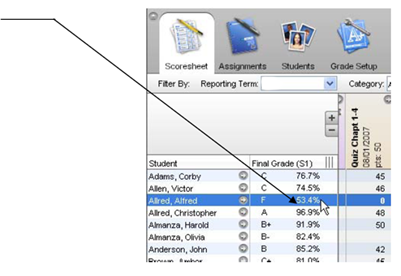 Scoresheet Assignments Students Grade Setup
Filter By: Reporting Term: Category:
Quiz Chapt 1-4
08/01/2007
pts: 50
Student Final Grade (S1)
Adams, Corby C 76.7% 45
Allen, Victor C 74.5% 46
Allred, Alfred F 53.4% 0
Allred, Christopher A 96.9% 48
Almanza, Harold B+ 91.9% 50
Almanza, Olivia B- 82.4%
Anderson, John B 85.2% 42
Brown, Amber C+ 81.0% 45